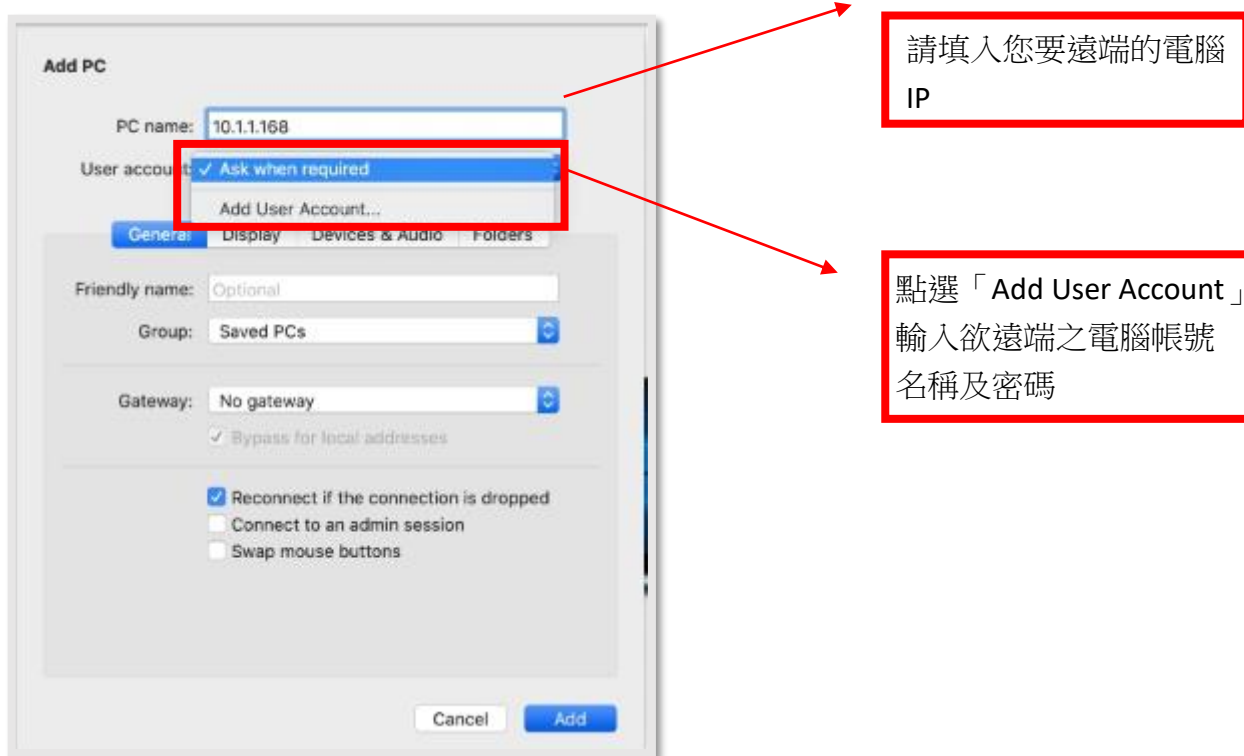 Add PC
PC name: 10.1.1.168
User account: ✓ Ask when required
Add User Account...
General Display Devices & Audio Folders
Friendly name: Optional
Group: Saved PCs
Gateway: No gateway
✓ Bypass for local addresses
✓ Reconnect if the connection is dropped
Connect to an admin session
Swap mouse buttons
Cancel Add
請填入您要遠端的電腦
IP
點選「Add User Account」
輸入欲遠端之電腦帳號
名稱及密碼